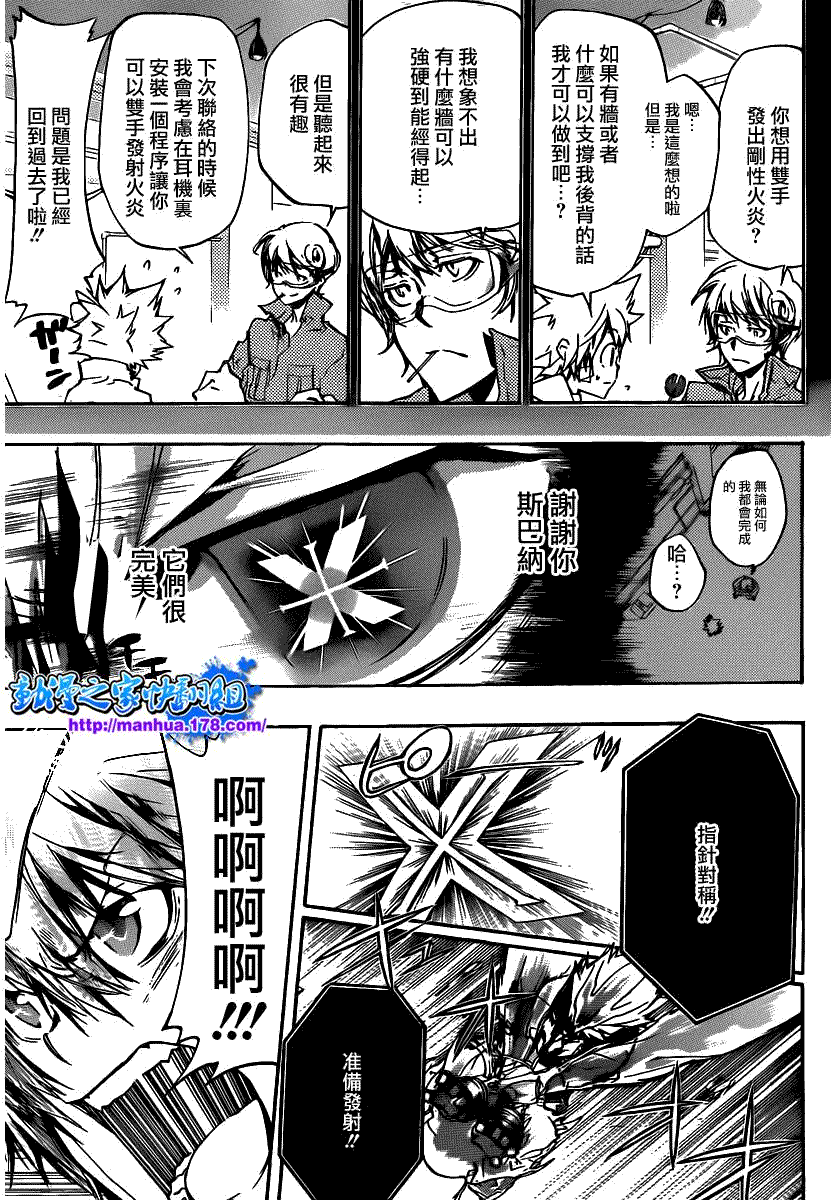 你想用雙手
發出剛性火炎?
嗯…
我是這麼想的啦
但是…
如果有牆或者
什麼可以支撐我後背的話
我才可以做到吧…?
我想象不出
有什麼牆可以
強硬到能經得起…
但是聽起來
很有趣
下次聯絡的時候
我會考慮在耳機裏
安裝一個程序讓你
可以雙手發射火炎
問題是我已經
回到過去了啦!!
ガーン
無論如何
我都會完成
的
哈…?
謝謝你
斯巴納
它們很
完美
動漫之家快翻組
http://manhua.178.com/
指針對稱!!
准備發射!!
啊啊啊啊!!!